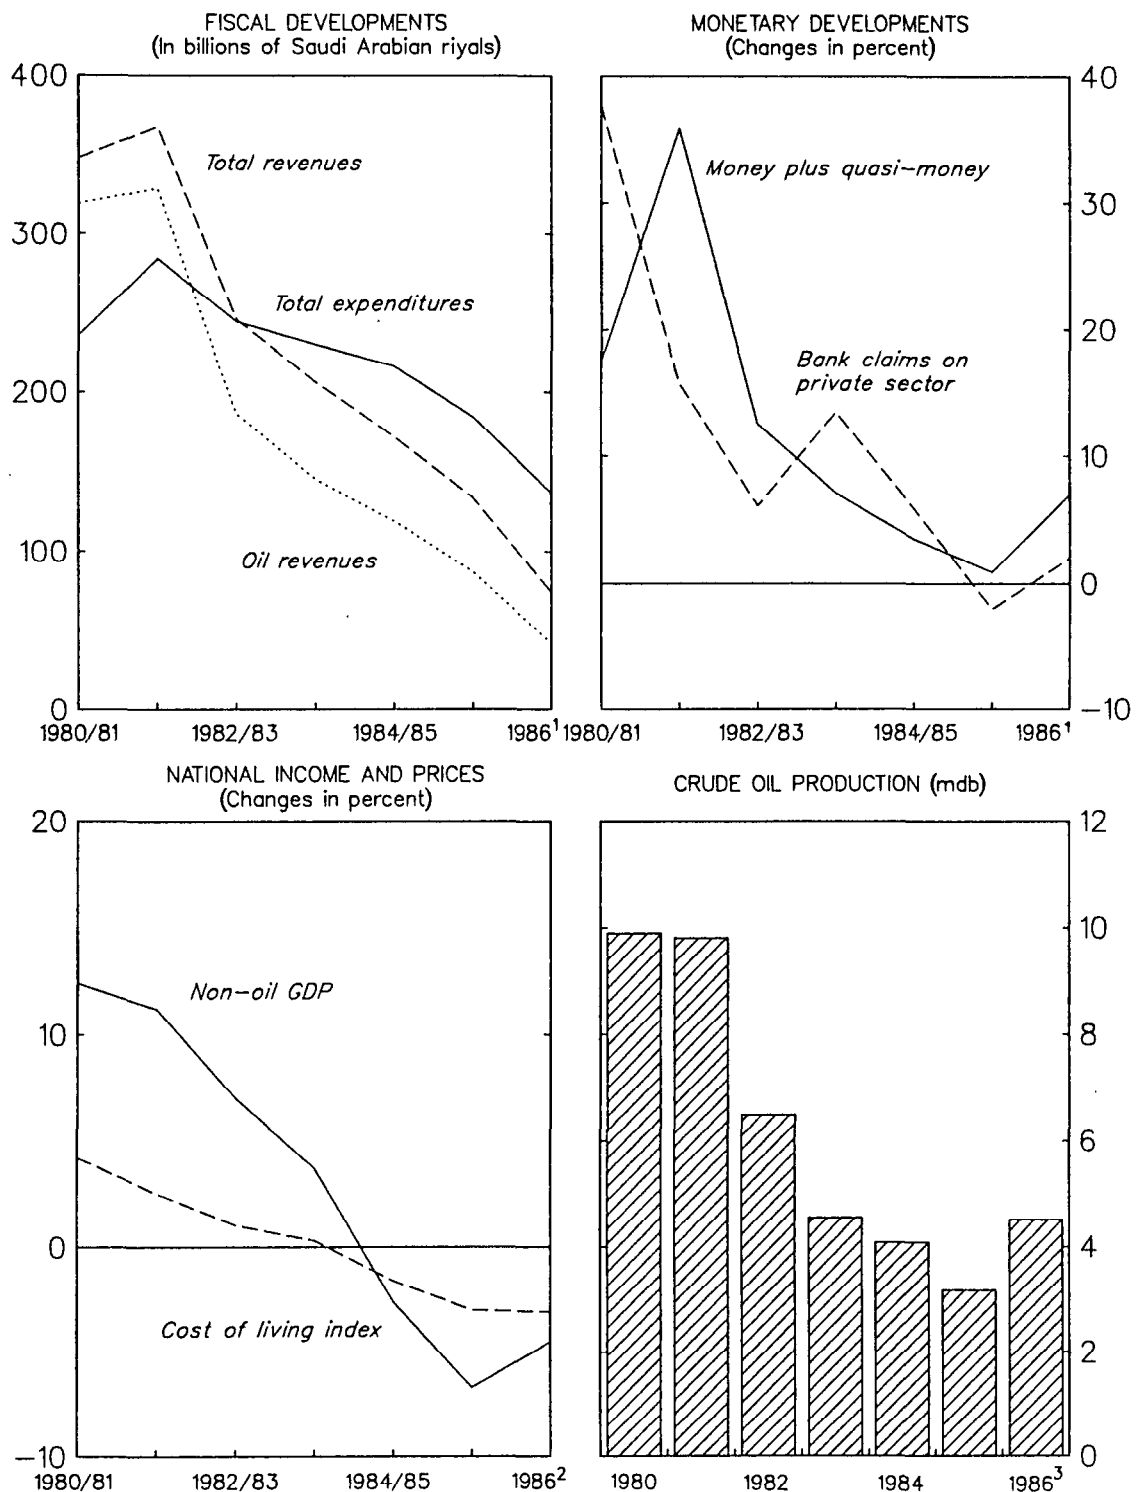 FISCAL DEVELOPMENTS
(In billions of Saudi Arabian riyals)
400
300
200
100
0
Total revenues
Total expenditures
Oil revenues
1980/81
1982/83
1984/85
1986¹
MONETARY DEVELOPMENTS
(Changes in percent)
40
30
20
10
0
−10
Money plus quasi−money
Bank claims on
private sector
1980/81
1982/83
1984/85
1986¹
NATIONAL INCOME AND PRICES
(Changes in percent)
20
10
0
−10
Non−oil GDP
Cost of living index
1980/81
1982/83
1984/85
1986²
CRUDE OIL PRODUCTION (mdb)
12
10
8
6
4
2
0
1980
1982
1984
1986³